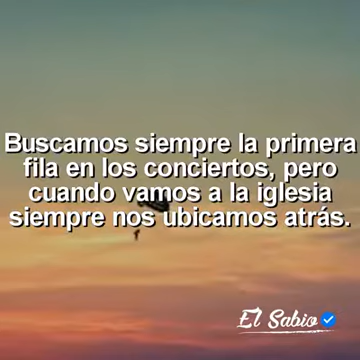 Buscamos siempre la primera
fila en los conciertos, pero
cuando vamos a la iglesia
siempre nos ubicamos atrás.
El Sabio